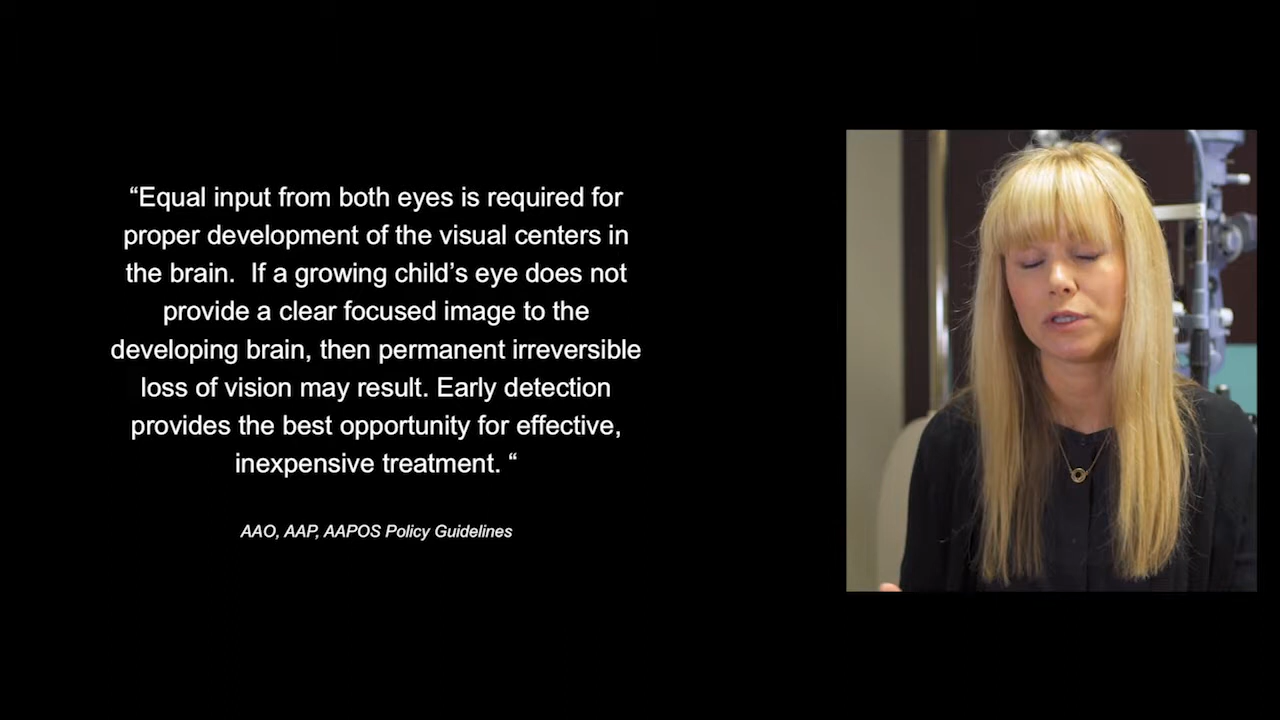 “Equal input from both eyes is required for
proper development of the visual centers in
the brain.  If a growing child’s eye does not
provide a clear focused image to the
developing brain, then permanent irreversible
loss of vision may result. Early detection
provides the best opportunity for effective,
inexpensive treatment. “
AAO, AAP, AAPOS Policy Guidelines